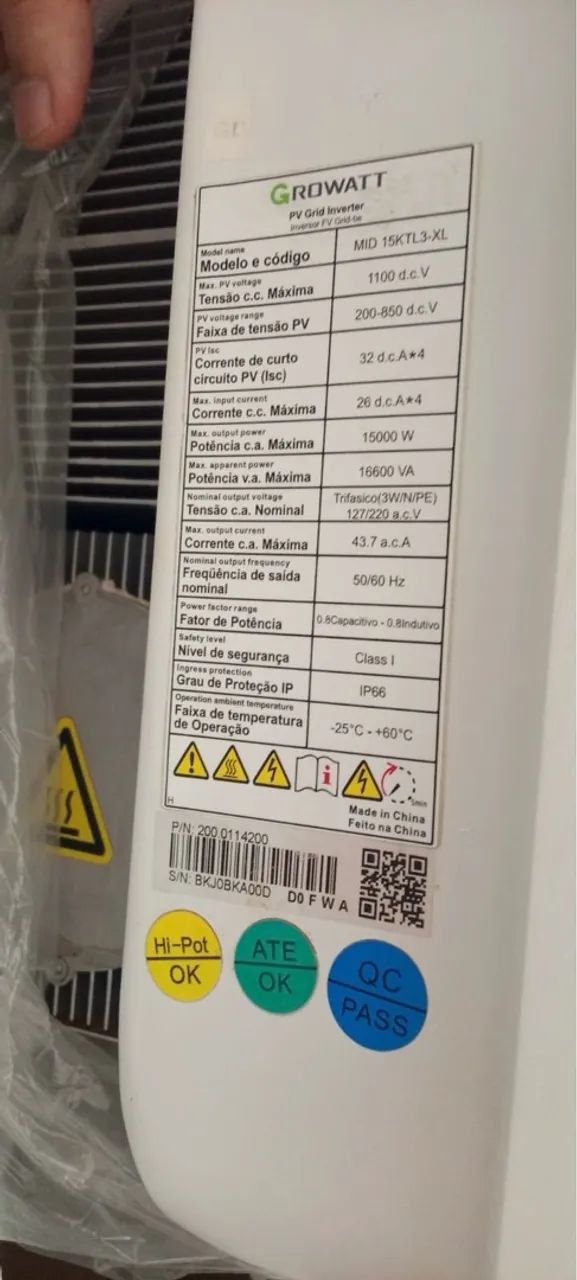 GROWATT
PV Grid Inverter
Inversor FV Grid-tie
Model name
Modelo e código
MID 15KTL3-XL
Max. PV voltage
Tensão c.c. Máxima
1100 d.c.V
PV voltage range
Faixa de tensão PV
200-850 d.c.V
PV Isc
Corrente de curto
circuito PV (Isc)
32 d.c.A*4
Max. input current
Corrente c.c. Máxima
26 d.c.A*4
Max. output power
Potência c.a. Máxima
15000 W
Max. apparent power
Potência v.a. Máxima
16600 VA
Nominal output voltage
Tensão c.a. Nominal
Trifasico(3W/N/PE)
127/220 a.c.V
Max. output current
Corrente c.a. Máxima
43.7 a.c.A
Nominal output frequency
Freqüência de saída
nominal
50/60 Hz
Power factor range
Fator de Potência
0.8Capacitivo - 0.8Indutivo
Safety level
Nível de segurança
Class I
Ingress protection
Grau de Proteção IP
IP66
Operation ambient temperature
Faixa de temperatura
de Operação
-25°C - +60°C
5min
Made in China
Feito na China
H
P/N: 200.0114200
S/N: BKJ0BKA00D
D0 F W A
Hi-Pot
OK
ATE
OK
QC
PASS